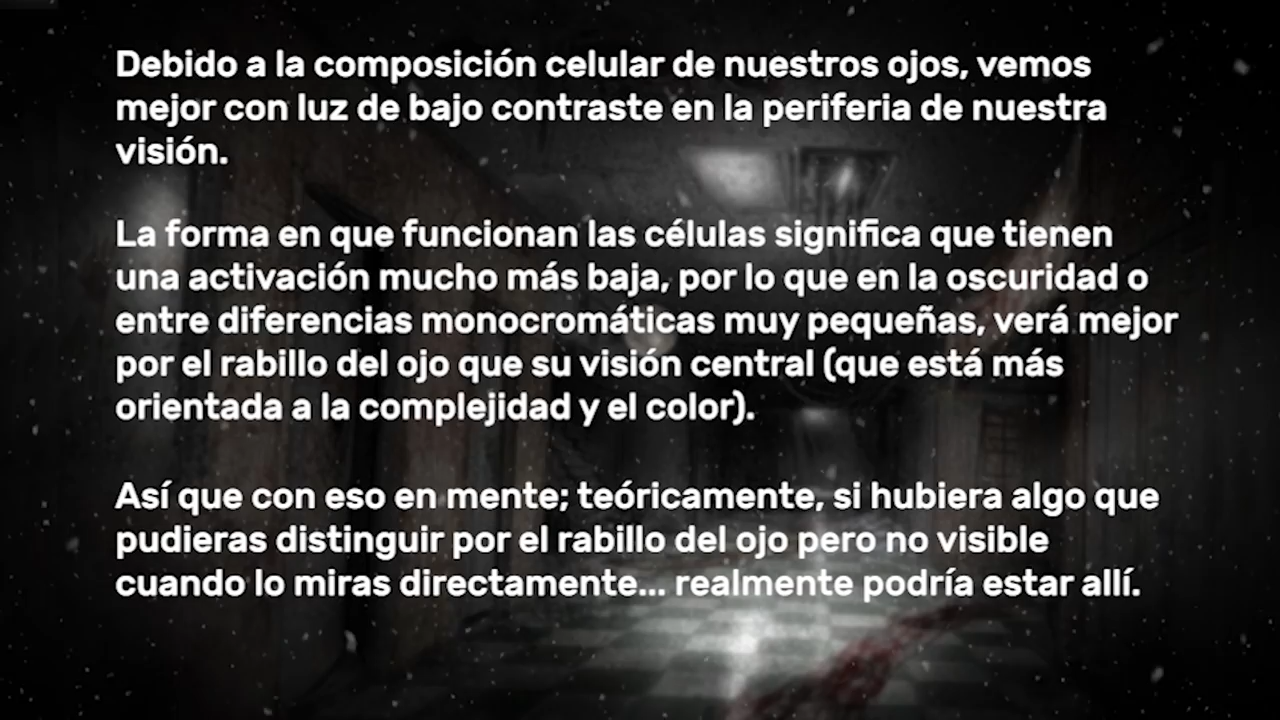 Debido a la composición celular de nuestros ojos, vemos
mejor con luz de bajo contraste en la periferia de nuestra
visión.
La forma en que funcionan las células significa que tienen
una activación mucho más baja, por lo que en la oscuridad o
entre diferencias monocromáticas muy pequeñas, verá mejor
por el rabillo del ojo que su visión central (que está más
orientada a la complejidad y el color).
Así que con eso en mente; teóricamente, si hubiera algo que
pudieras distinguir por el rabillo del ojo pero no visible
cuando lo miras directamente... realmente podría estar allí.